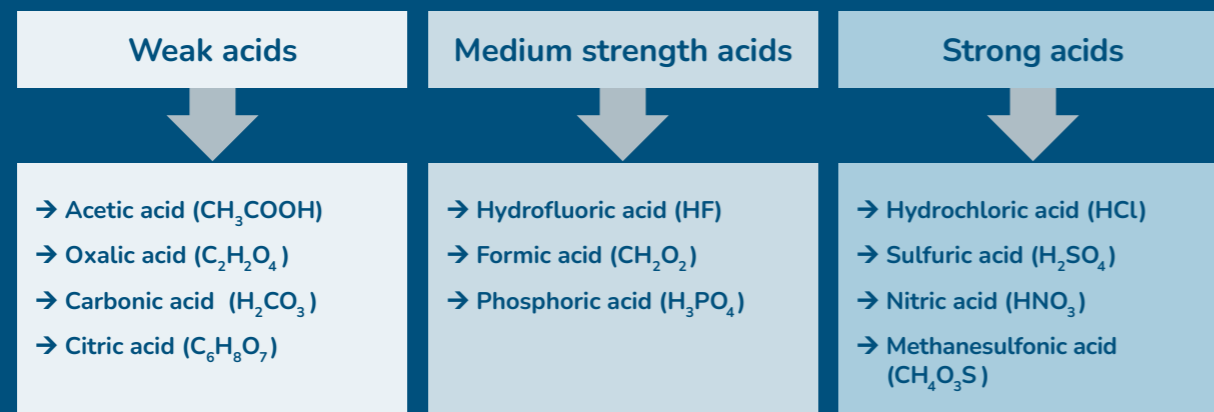 Weak acids
Medium strength acids
Strong acids
→ Acetic acid (CH₃COOH)
→ Oxalic acid (C₂H₂O₄)
→ Carbonic acid (H₂CO₃)
→ Citric acid (C₆H₈O₇)
→ Hydrofluoric acid (HF)
→ Formic acid (CH₂O₂)
→ Phosphoric acid (H₃PO₄)
→ Hydrochloric acid (HCl)
→ Sulfuric acid (H₂SO₄)
→ Nitric acid (HNO₃)
→ Methanesulfonic acid
(CH₄O₃S)